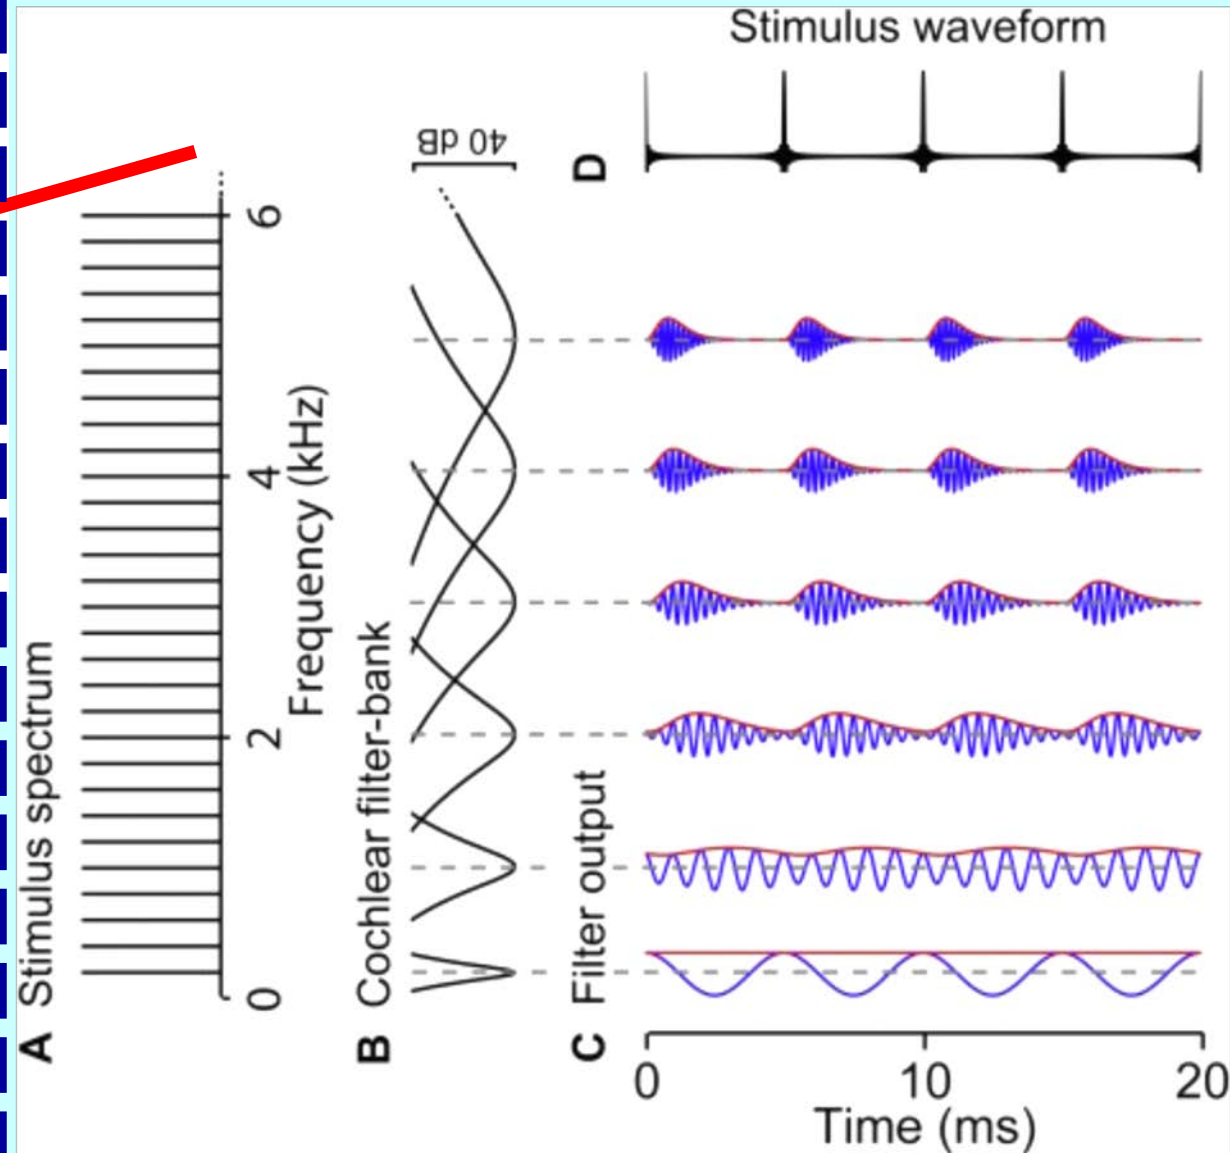 Stimulus waveform
A Stimulus spectrum
0 2 4 6
Frequency (kHz)
B Cochlear filter-bank
40 dB
C Filter output
D
0 10 20
Time (ms)